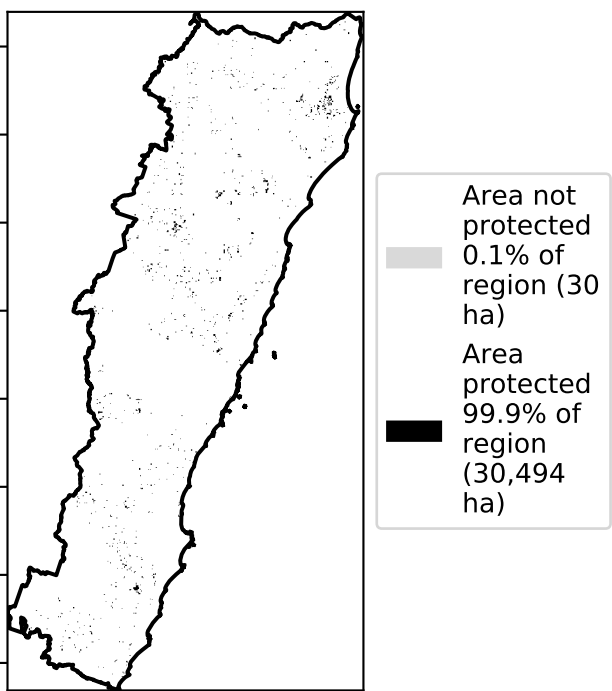 Area not
protected
0.1% of
region (30
ha)
Area
protected
99.9% of
region
(30,494
ha)